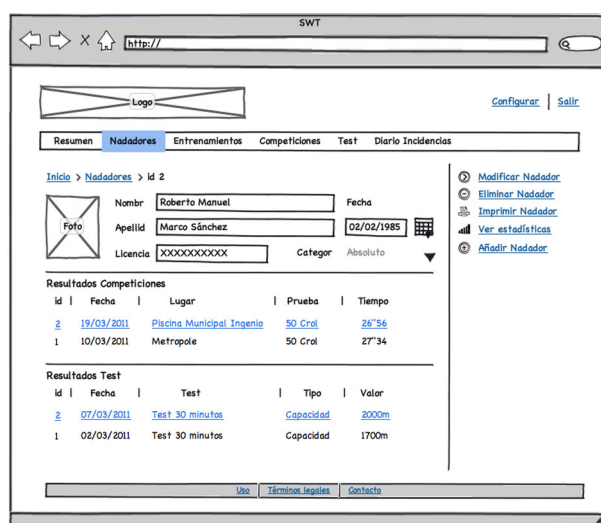 SWT
http://
Logo
Configurar | Salir
Resumen Nadadores Entrenamientos Competiciones Test Diario Incidencias
Inicio > Nadadores > id 2
Foto
Nombr Roberto Manuel Fecha
Apellid Marco Sánchez 02/02/1985
Licencia XXXXXXXXXX Categor Absoluto
Modificar Nadador
Eliminar Nadador
Imprimir Nadador
Ver estadísticas
Añadir Nadador
Resultados Competiciones
id | Fecha | Lugar | Prueba | Tiempo
2 19/03/2011 Piscina Municipal Ingenio 50 Crol 26"56
1 10/03/2011 Metropole 50 Crol 27"34
Resultados Test
id | Fecha | Test | Tipo | Valor
2 07/03/2011 Test 30 minutos Capacidad 2000m
1 02/03/2011 Test 30 minutos Capacidad 1700m
Uso | Términos legales | Contacto